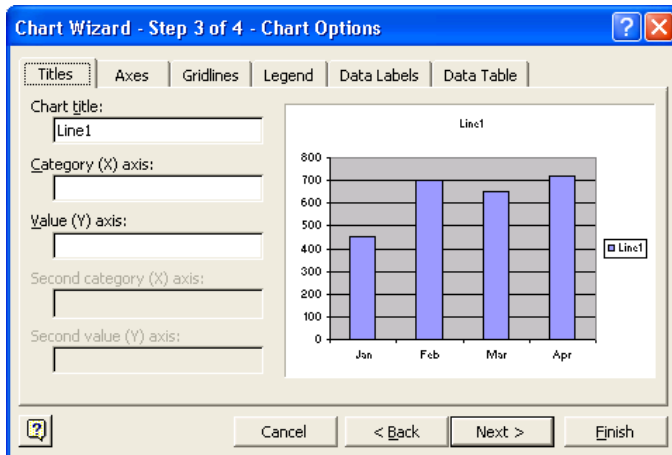 Chart Wizard - Step 3 of 4 - Chart Options
Titles Axes Gridlines Legend Data Labels Data Table
Chart title:
Line1
Category (X) axis:
Value (Y) axis:
Second category (X) axis:
Second value (Y) axis:
Line1
800
700
600
500
400
300
200
100
0
Jan Feb Mar Apr
Line1
Cancel < Back Next > Finish